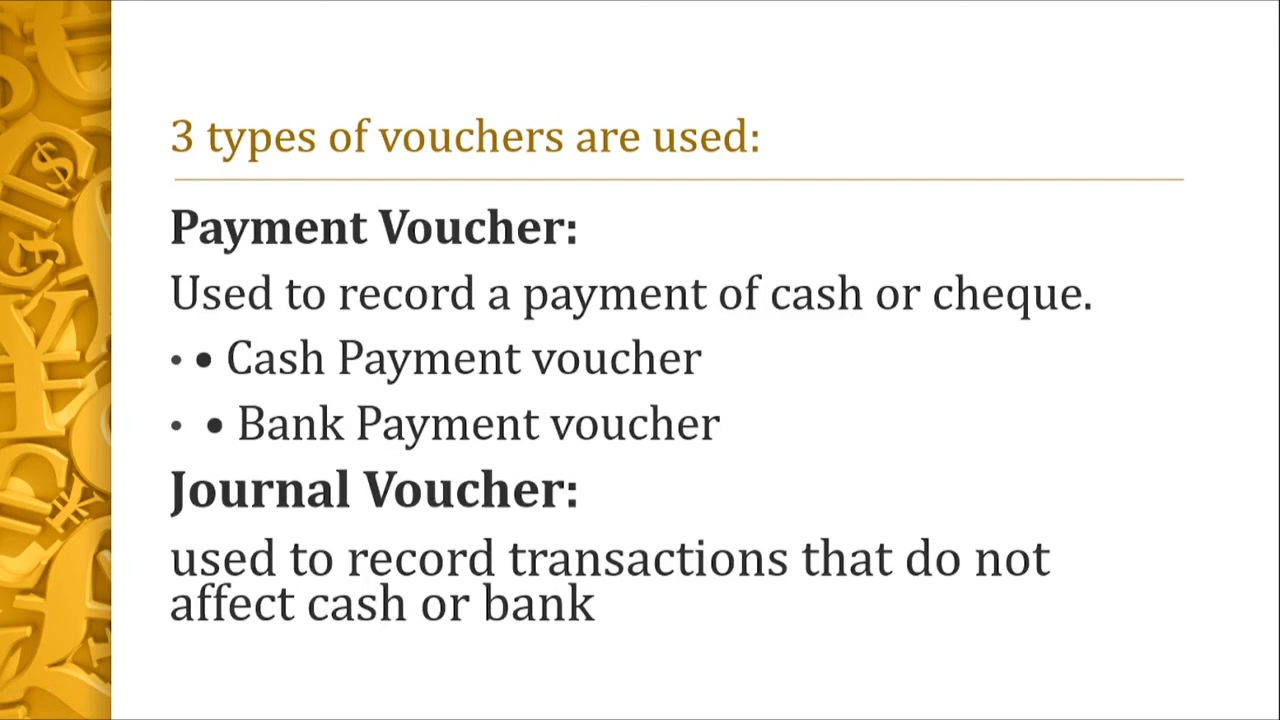 3 types of vouchers are used:
Payment Voucher:
Used to record a payment of cash or cheque.
• • Cash Payment voucher
• • Bank Payment voucher
Journal Voucher:
used to record transactions that do not
affect cash or bank